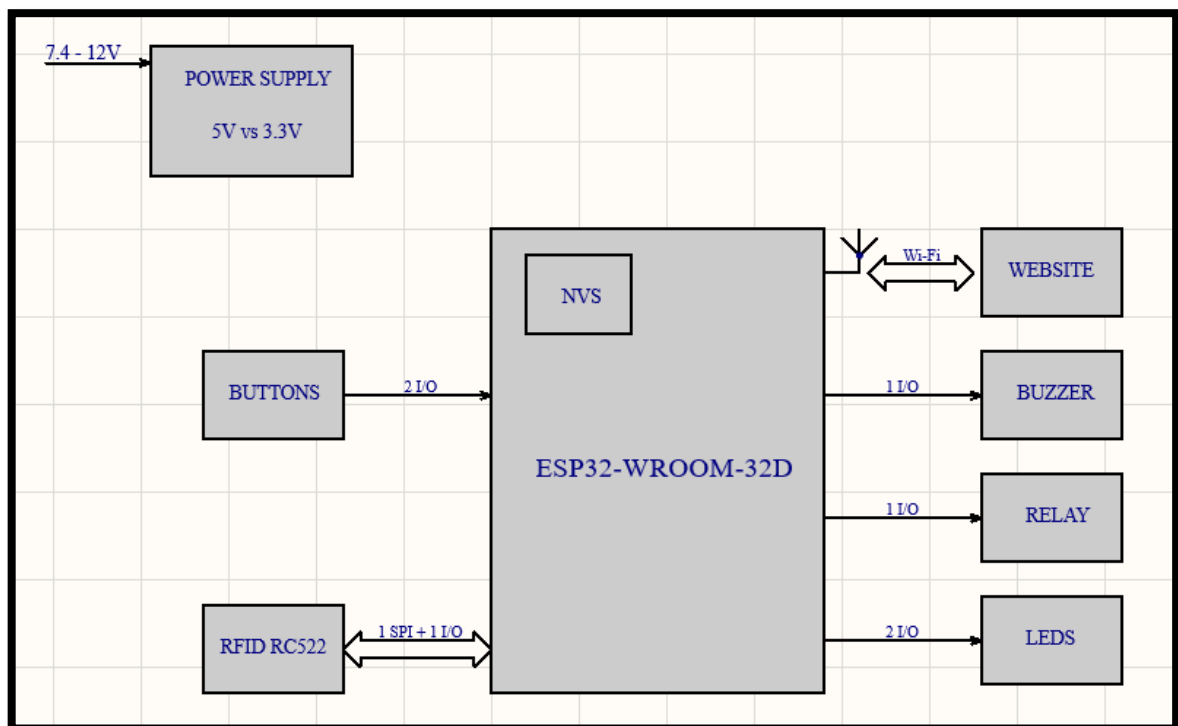 7.4 - 12V
POWER SUPPLY
5V vs 3.3V
NVS
Wi-Fi
WEBSITE
BUTTONS
2 I/O
1 I/O
BUZZER
ESP32-WROOM-32D
1 I/O
RELAY
RFID RC522
1 SPI + 1 I/O
2 I/O
LEDS